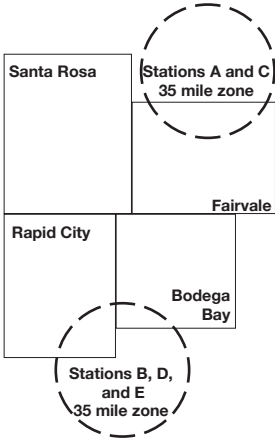 Santa Rosa
Stations A and C
35 mile zone
Fairvale
Rapid City
Bodega
Bay
Stations B, D,
and E
35 mile zone